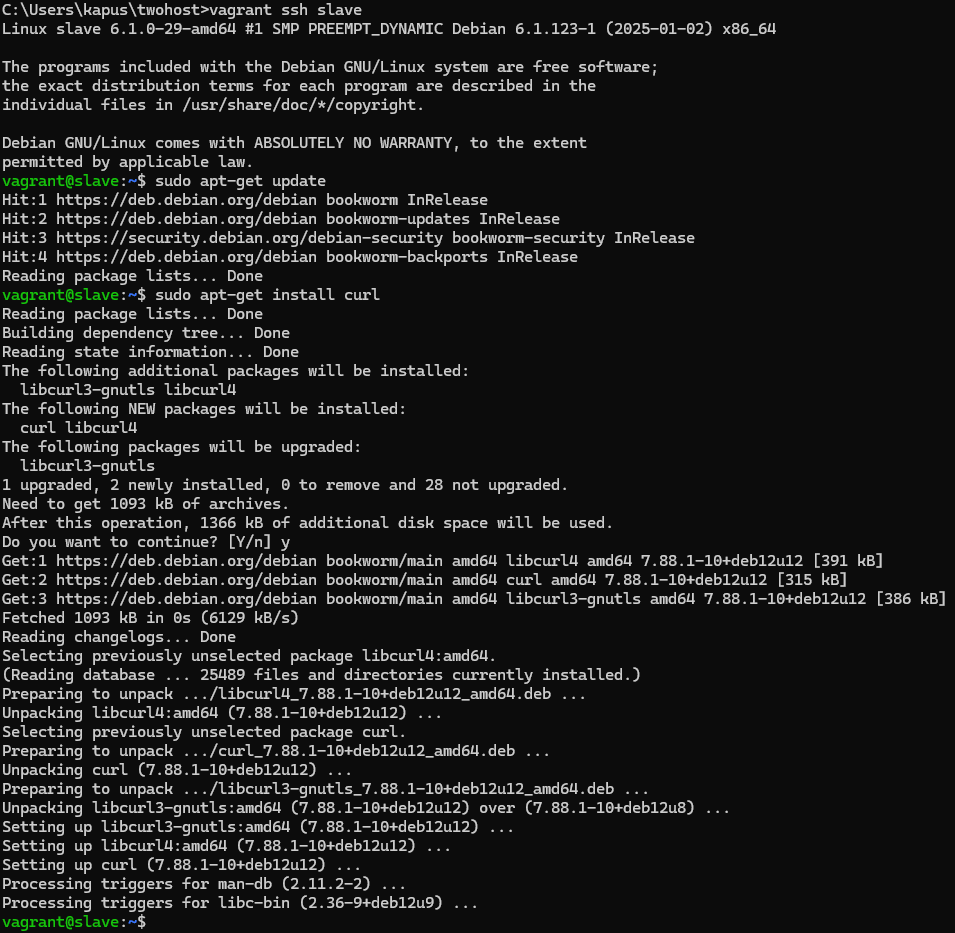 C:\Users\kapus\twohost>vagrant ssh slave
Linux slave 6.1.0-29-amd64 #1 SMP PREEMPT_DYNAMIC Debian 6.1.123-1 (2025-01-02) x86_64

The programs included with the Debian GNU/Linux system are free software;
the exact distribution terms for each program are described in the
individual files in /usr/share/doc/*/copyright.

Debian GNU/Linux comes with ABSOLUTELY NO WARRANTY, to the extent
permitted by applicable law.
vagrant@slave:~$ sudo apt-get update
Hit:1 https://deb.debian.org/debian bookworm InRelease
Hit:2 https://deb.debian.org/debian bookworm-updates InRelease
Hit:3 https://security.debian.org/debian-security bookworm-security InRelease
Hit:4 https://deb.debian.org/debian bookworm-backports InRelease
Reading package lists... Done
vagrant@slave:~$ sudo apt-get install curl
Reading package lists... Done
Building dependency tree... Done
Reading state information... Done
The following additional packages will be installed:
  libcurl3-gnutls libcurl4
The following NEW packages will be installed:
  curl libcurl4
The following packages will be upgraded:
  libcurl3-gnutls
1 upgraded, 2 newly installed, 0 to remove and 28 not upgraded.
Need to get 1093 kB of archives.
After this operation, 1366 kB of additional disk space will be used.
Do you want to continue? [Y/n] y
Get:1 https://deb.debian.org/debian bookworm/main amd64 libcurl4 amd64 7.88.1-10+deb12u12 [391 kB]
Get:2 https://deb.debian.org/debian bookworm/main amd64 curl amd64 7.88.1-10+deb12u12 [315 kB]
Get:3 https://deb.debian.org/debian bookworm/main amd64 libcurl3-gnutls amd64 7.88.1-10+deb12u12 [386 kB]
Fetched 1093 kB in 0s (6129 kB/s)
Reading changelogs... Done
Selecting previously unselected package libcurl4:amd64.
(Reading database ... 25489 files and directories currently installed.)
Preparing to unpack .../libcurl4_7.88.1-10+deb12u12_amd64.deb ...
Unpacking libcurl4:amd64 (7.88.1-10+deb12u12) ...
Selecting previously unselected package curl.
Preparing to unpack .../curl_7.88.1-10+deb12u12_amd64.deb ...
Unpacking curl (7.88.1-10+deb12u12) ...
Preparing to unpack .../libcurl3-gnutls_7.88.1-10+deb12u12_amd64.deb ...
Unpacking libcurl3-gnutls:amd64 (7.88.1-10+deb12u12) over (7.88.1-10+deb12u8) ...
Setting up libcurl3-gnutls:amd64 (7.88.1-10+deb12u12) ...
Setting up libcurl4:amd64 (7.88.1-10+deb12u12) ...
Setting up curl (7.88.1-10+deb12u12) ...
Processing triggers for man-db (2.11.2-2) ...
Processing triggers for libc-bin (2.36-9+deb12u9) ...
vagrant@slave:~$